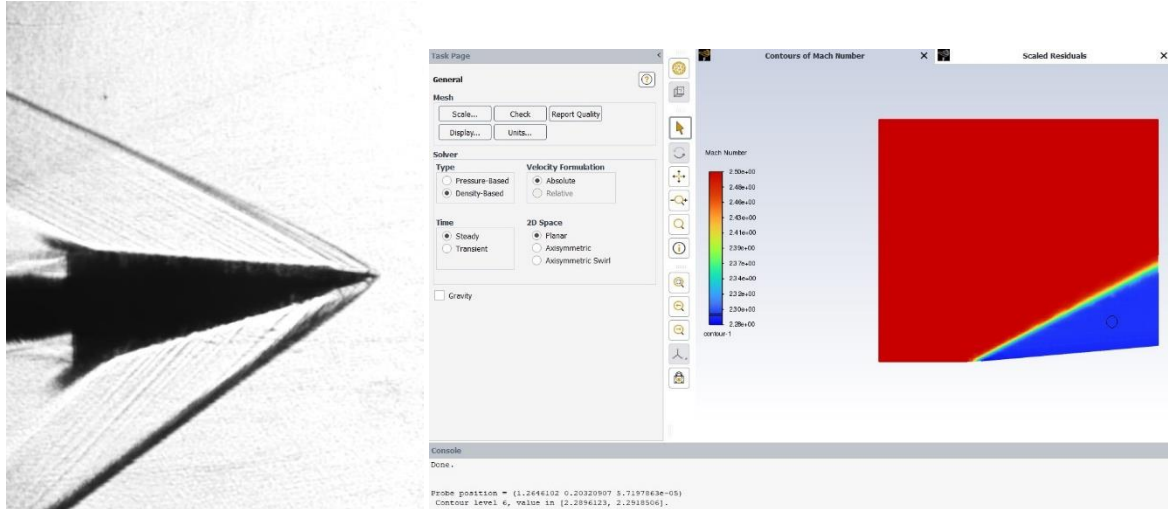 Task Page
General
Mesh
Scale... Check Report Quality
Display... Units...
Solver
Type Velocity Formulation
Pressure-Based Absolute
Density-Based Relative
Time 2D Space
Steady Planar
Transient Axisymmetric
Axisymmetric Swirl
Gravity
Contours of Mach Number
Scaled Residuals
Mach Number
2.50e+00
2.48e+00
2.46e+00
2.43e+00
2.41e+00
2.39e+00
2.37e+00
2.34e+00
2.32e+00
2.30e+00
2.28e+00
contour-1
Console
Done.
Probe position = (1.2646102 0.20320907 5.7197863e-05)
Contour level 6, value in [2.2896123, 2.2918506].